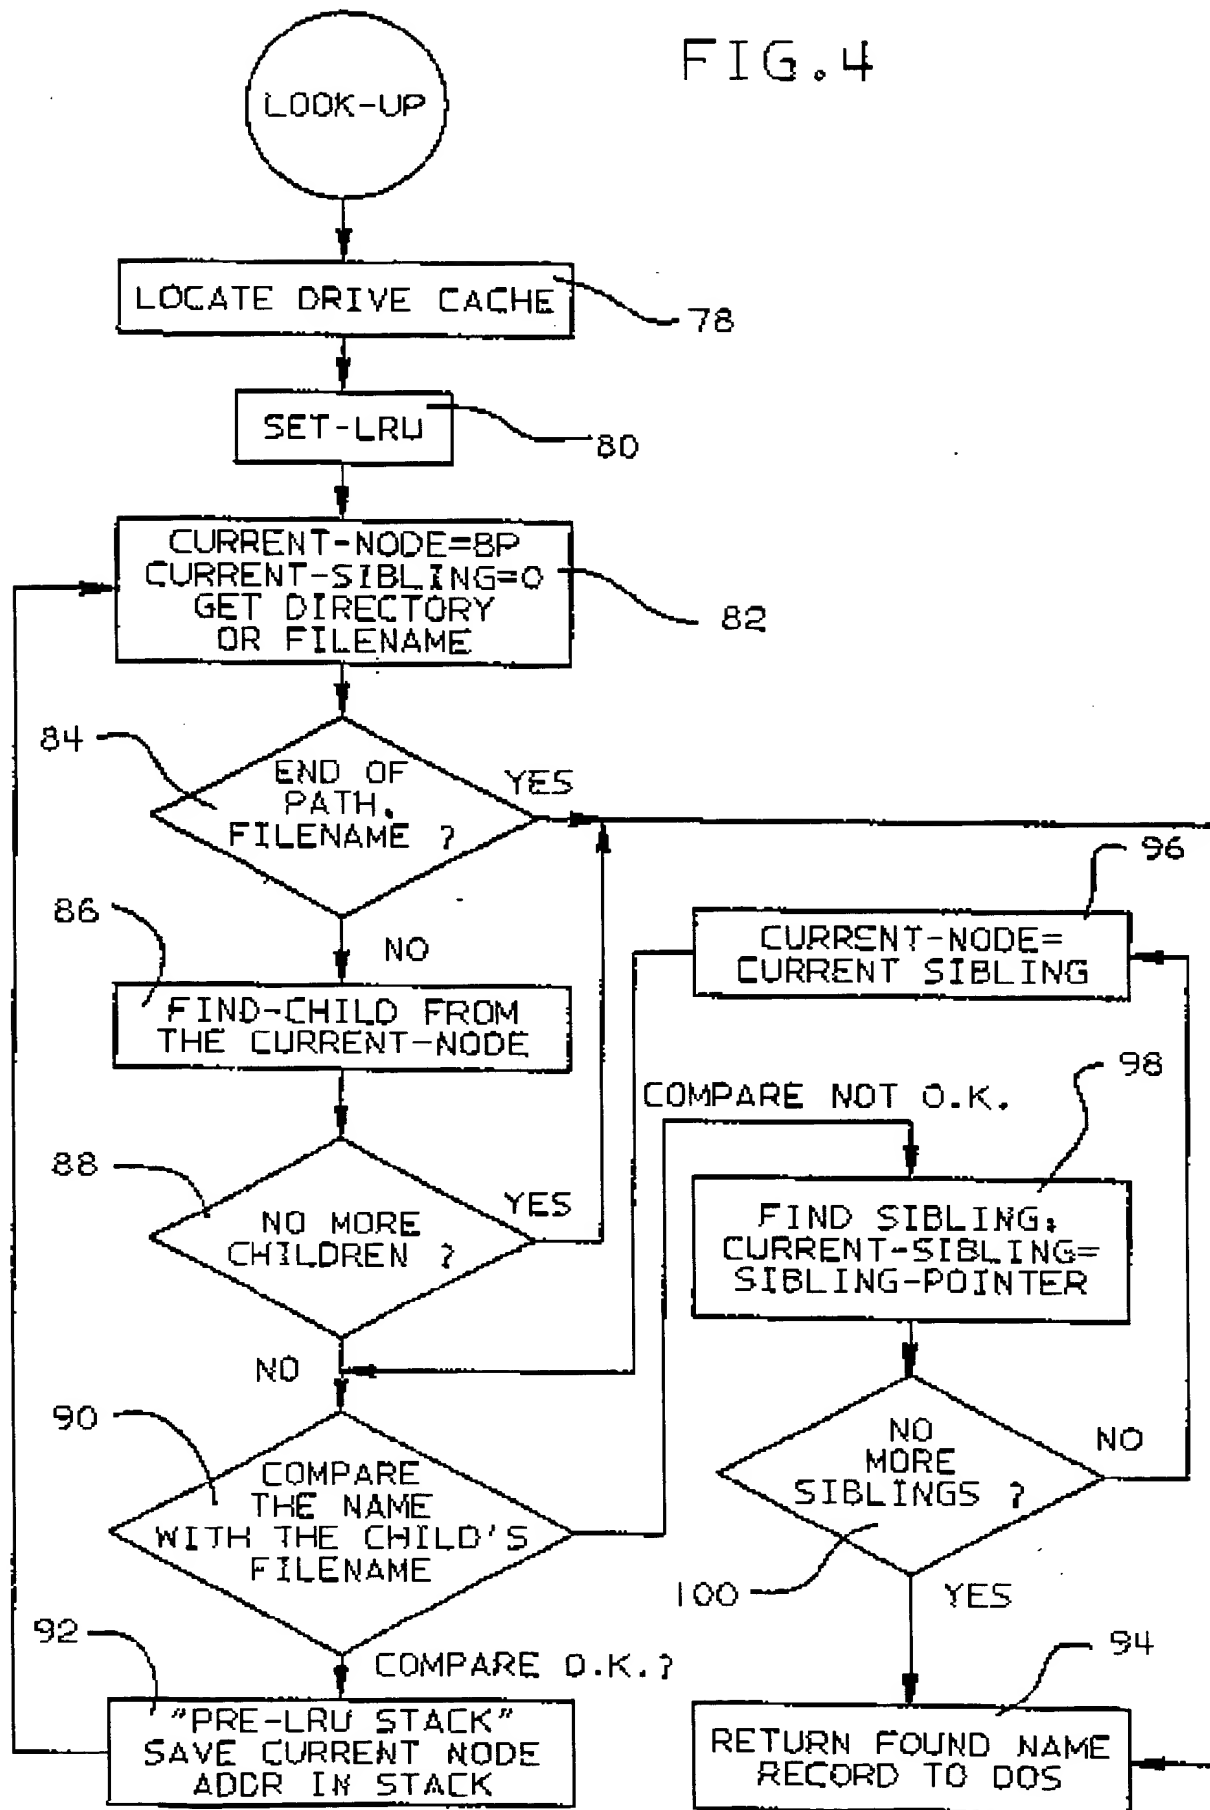 FIG.4
LOOK-UP
LOCATE DRIVE CACHE
78
SET-LRU
80
CURRENT-NODE=BP
CURRENT-SIBLING=0
GET DIRECTORY
OR FILENAME
82
84
END OF
PATH.
FILENAME ?
YES
96
CURRENT-NODE=
CURRENT SIBLING
86
NO
FIND-CHILD FROM
THE CURRENT-NODE
98
COMPARE NOT O.K.
88
NO MORE
CHILDREN ?
YES
FIND SIBLING;
CURRENT-SIBLING=
SIBLING-POINTER
NO
90
COMPARE
THE NAME
WITH THE CHILD'S
FILENAME
NO
MORE
SIBLINGS ?
NO
100
YES
92
COMPARE O.K.?
94
"PRE-LRU STACK"
SAVE CURRENT NODE
ADDR IN STACK
RETURN FOUND NAME
RECORD TO DOS